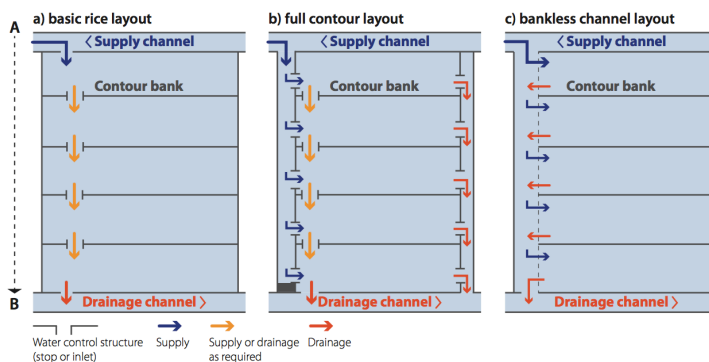 a) basic rice layout
b) full contour layout
c) bankless channel layout
A
< Supply channel
< Supply channel
< Supply channel
Contour bank
Contour bank
Contour bank
B
Drainage channel >
Drainage channel >
Drainage channel >
Water control structure
(stop or inlet)
Supply
Supply or drainage
as required
Drainage